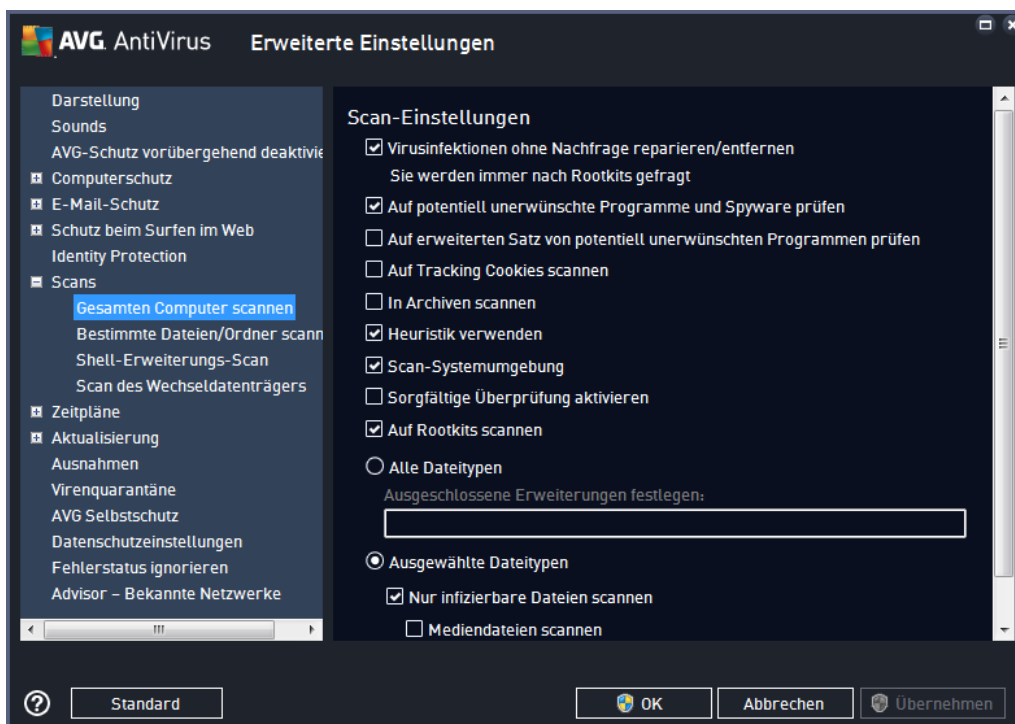 AVG AntiVirus Erweiterte Einstellungen
Darstellung
Sounds
AVG-Schutz vorübergehend deaktivie
Computerschutz
E-Mail-Schutz
Schutz beim Surfen im Web
Identity Protection
Scans
Gesamten Computer scannen
Bestimmte Dateien/Ordner scann
Shell-Erweiterungs-Scan
Scan des Wechseldatenträgers
Zeitpläne
Aktualisierung
Ausnahmen
Virenquarantäne
AVG Selbstschutz
Datenschutzeinstellungen
Fehlerstatus ignorieren
Advisor – Bekannte Netzwerke
Scan-Einstellungen
Virusinfektionen ohne Nachfrage reparieren/entfernen
Sie werden immer nach Rootkits gefragt
Auf potentiell unerwünschte Programme und Spyware prüfen
Auf erweiterten Satz von potentiell unerwünschten Programmen prüfen
Auf Tracking Cookies scannen
In Archiven scannen
Heuristik verwenden
Scan-Systemumgebung
Sorgfältige Überprüfung aktivieren
Auf Rootkits scannen
Alle Dateitypen
Ausgeschlossene Erweiterungen festlegen:
Ausgewählte Dateitypen
Nur infizierbare Dateien scannen
Mediendateien scannen
Standard
OK
Abbrechen
Übernehmen